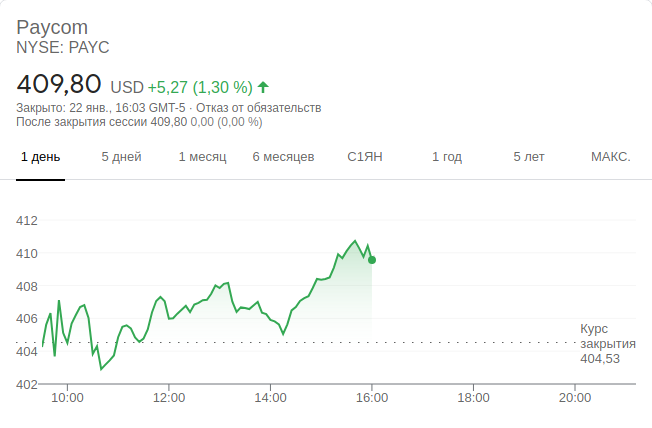 Paycom
NYSE: PAYC
409,80 USD +5,27 (1,30 %)
Закрыто: 22 янв., 16:03 GMT-5 · Отказ от обязательств
После закрытия сессии 409,80 0,00 (0,00 %)
1 день 5 дней 1 месяц 6 месяцев С1ЯН 1 год 5 лет МАКС.
412
410
408
406
404
402
Курс
закрытия
404,53
10:00 12:00 14:00 16:00 18:00 20:00